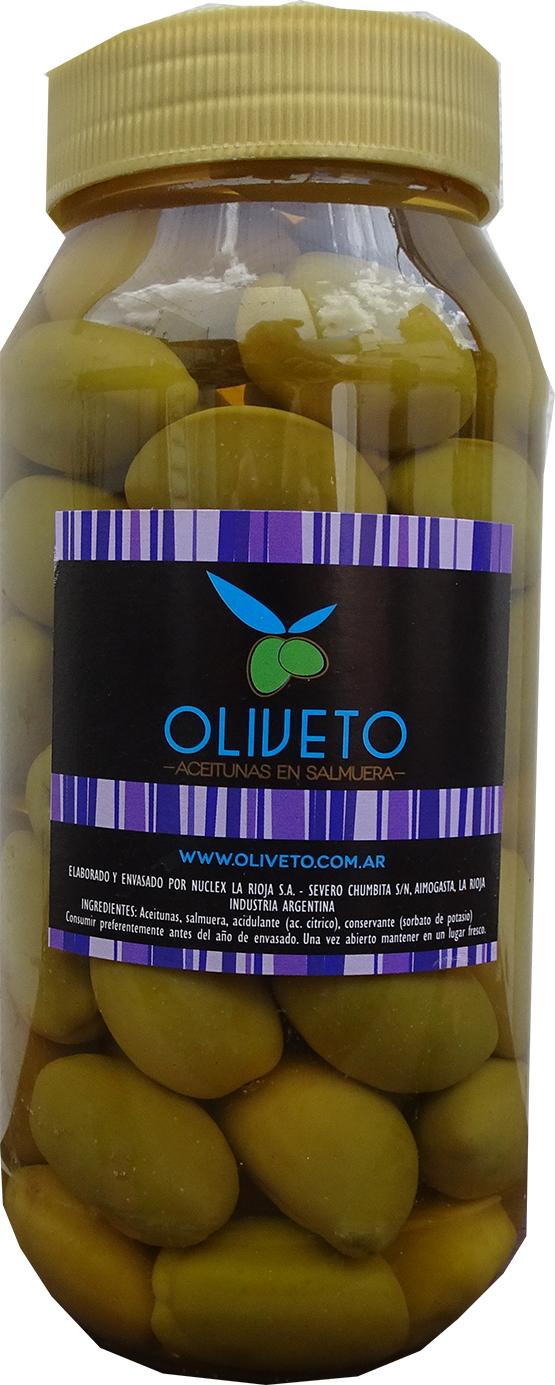 OLIVETO
—ACEITUNAS EN SALMUERA—
WWW.OLIVETO.COM.AR
ELABORADO Y ENVASADO POR NUCLEX LA RIOJA S.A. - SEVERO CHUMBITA S/N, AIMOGASTA, LA RIOJA
INDUSTRIA ARGENTINA
INGREDIENTES: Aceitunas, salmuera, acidulante (ac. cítrico), conservante (sorbato de potasio)
Consumir preferentemente antes del año de envasado. Una vez abierto mantener en un lugar fresco.